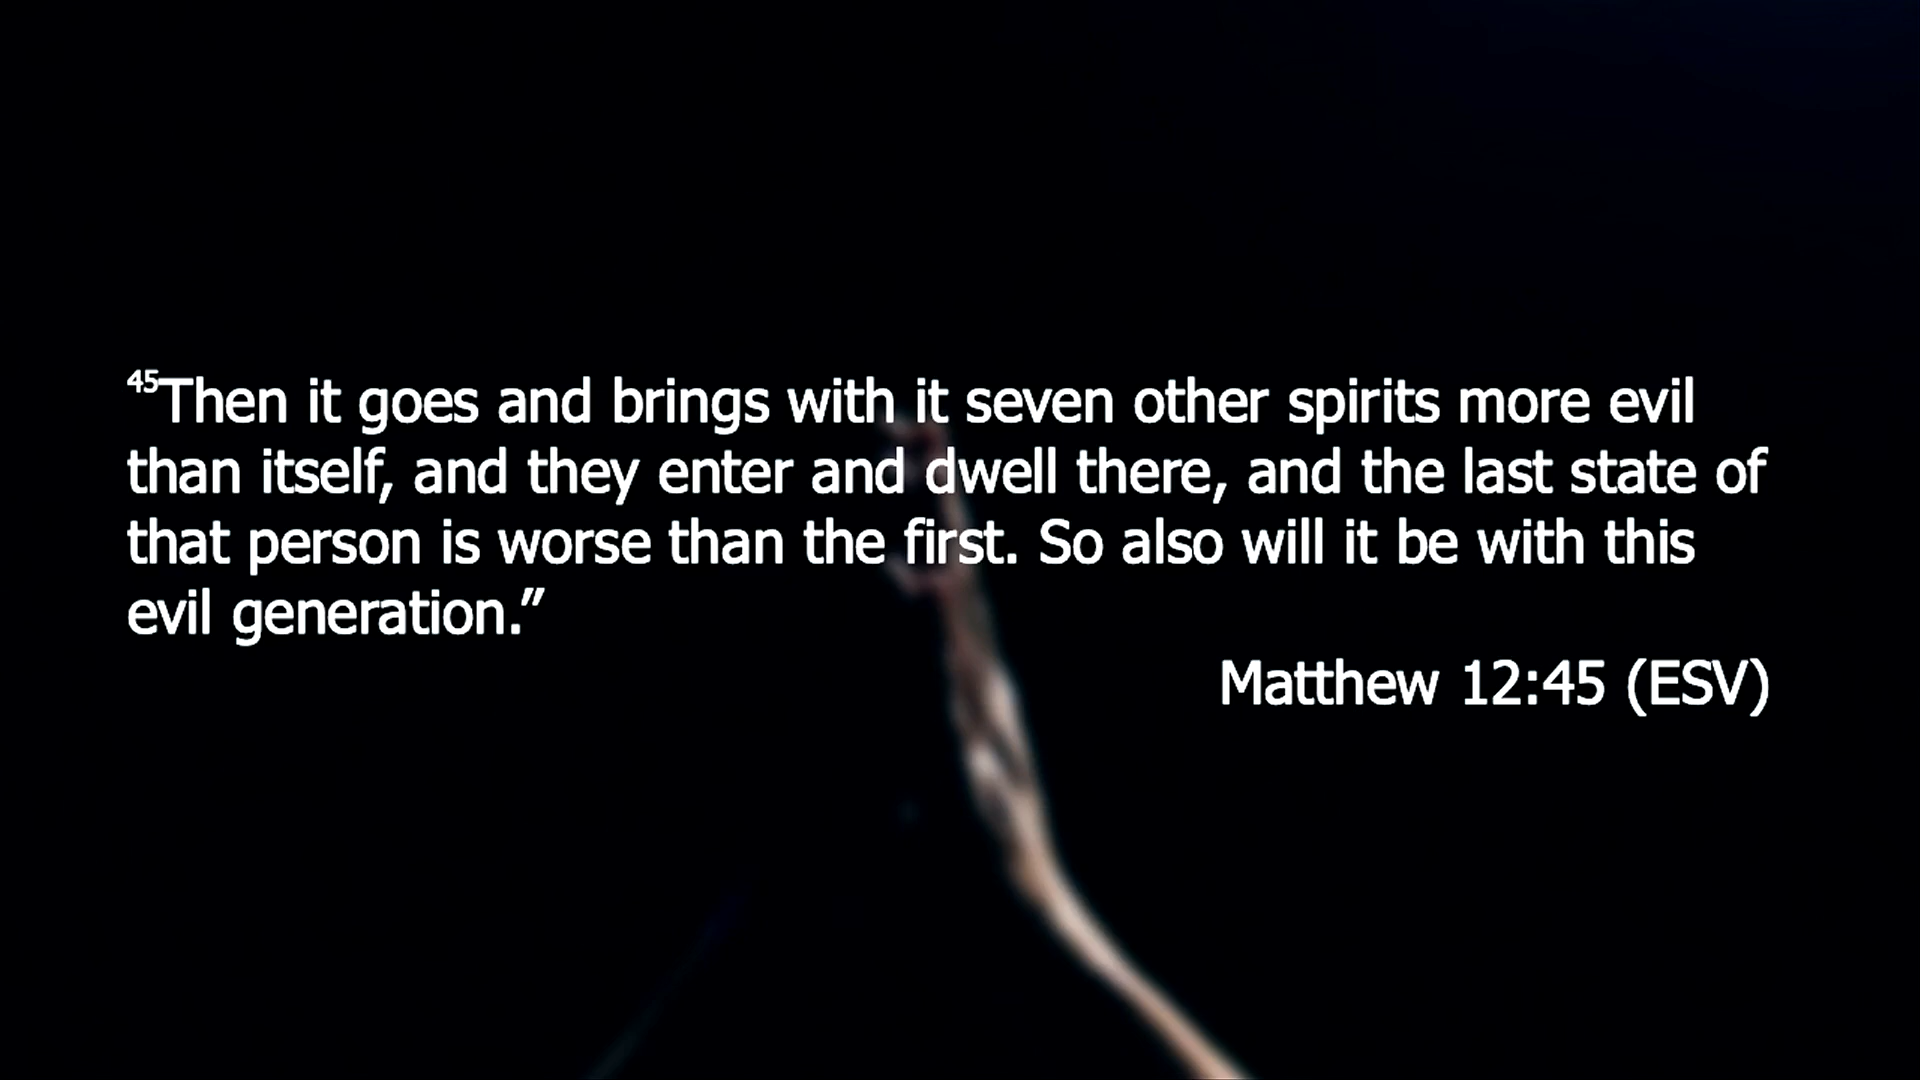 45Then it goes and brings with it seven other spirits more evil
than itself, and they enter and dwell there, and the last state of
that person is worse than the first. So also will it be with this
evil generation.”
Matthew 12:45 (ESV)